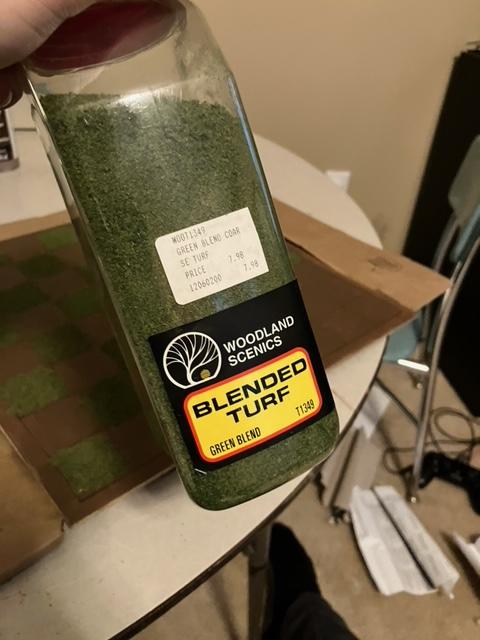 WOOT1349
GREEN BLEND COAR
SE TURF 7.98
PRICE 7.98
12060200
WOODLAND
SCENICS
BLENDED
TURF
GREEN BLEND T1349